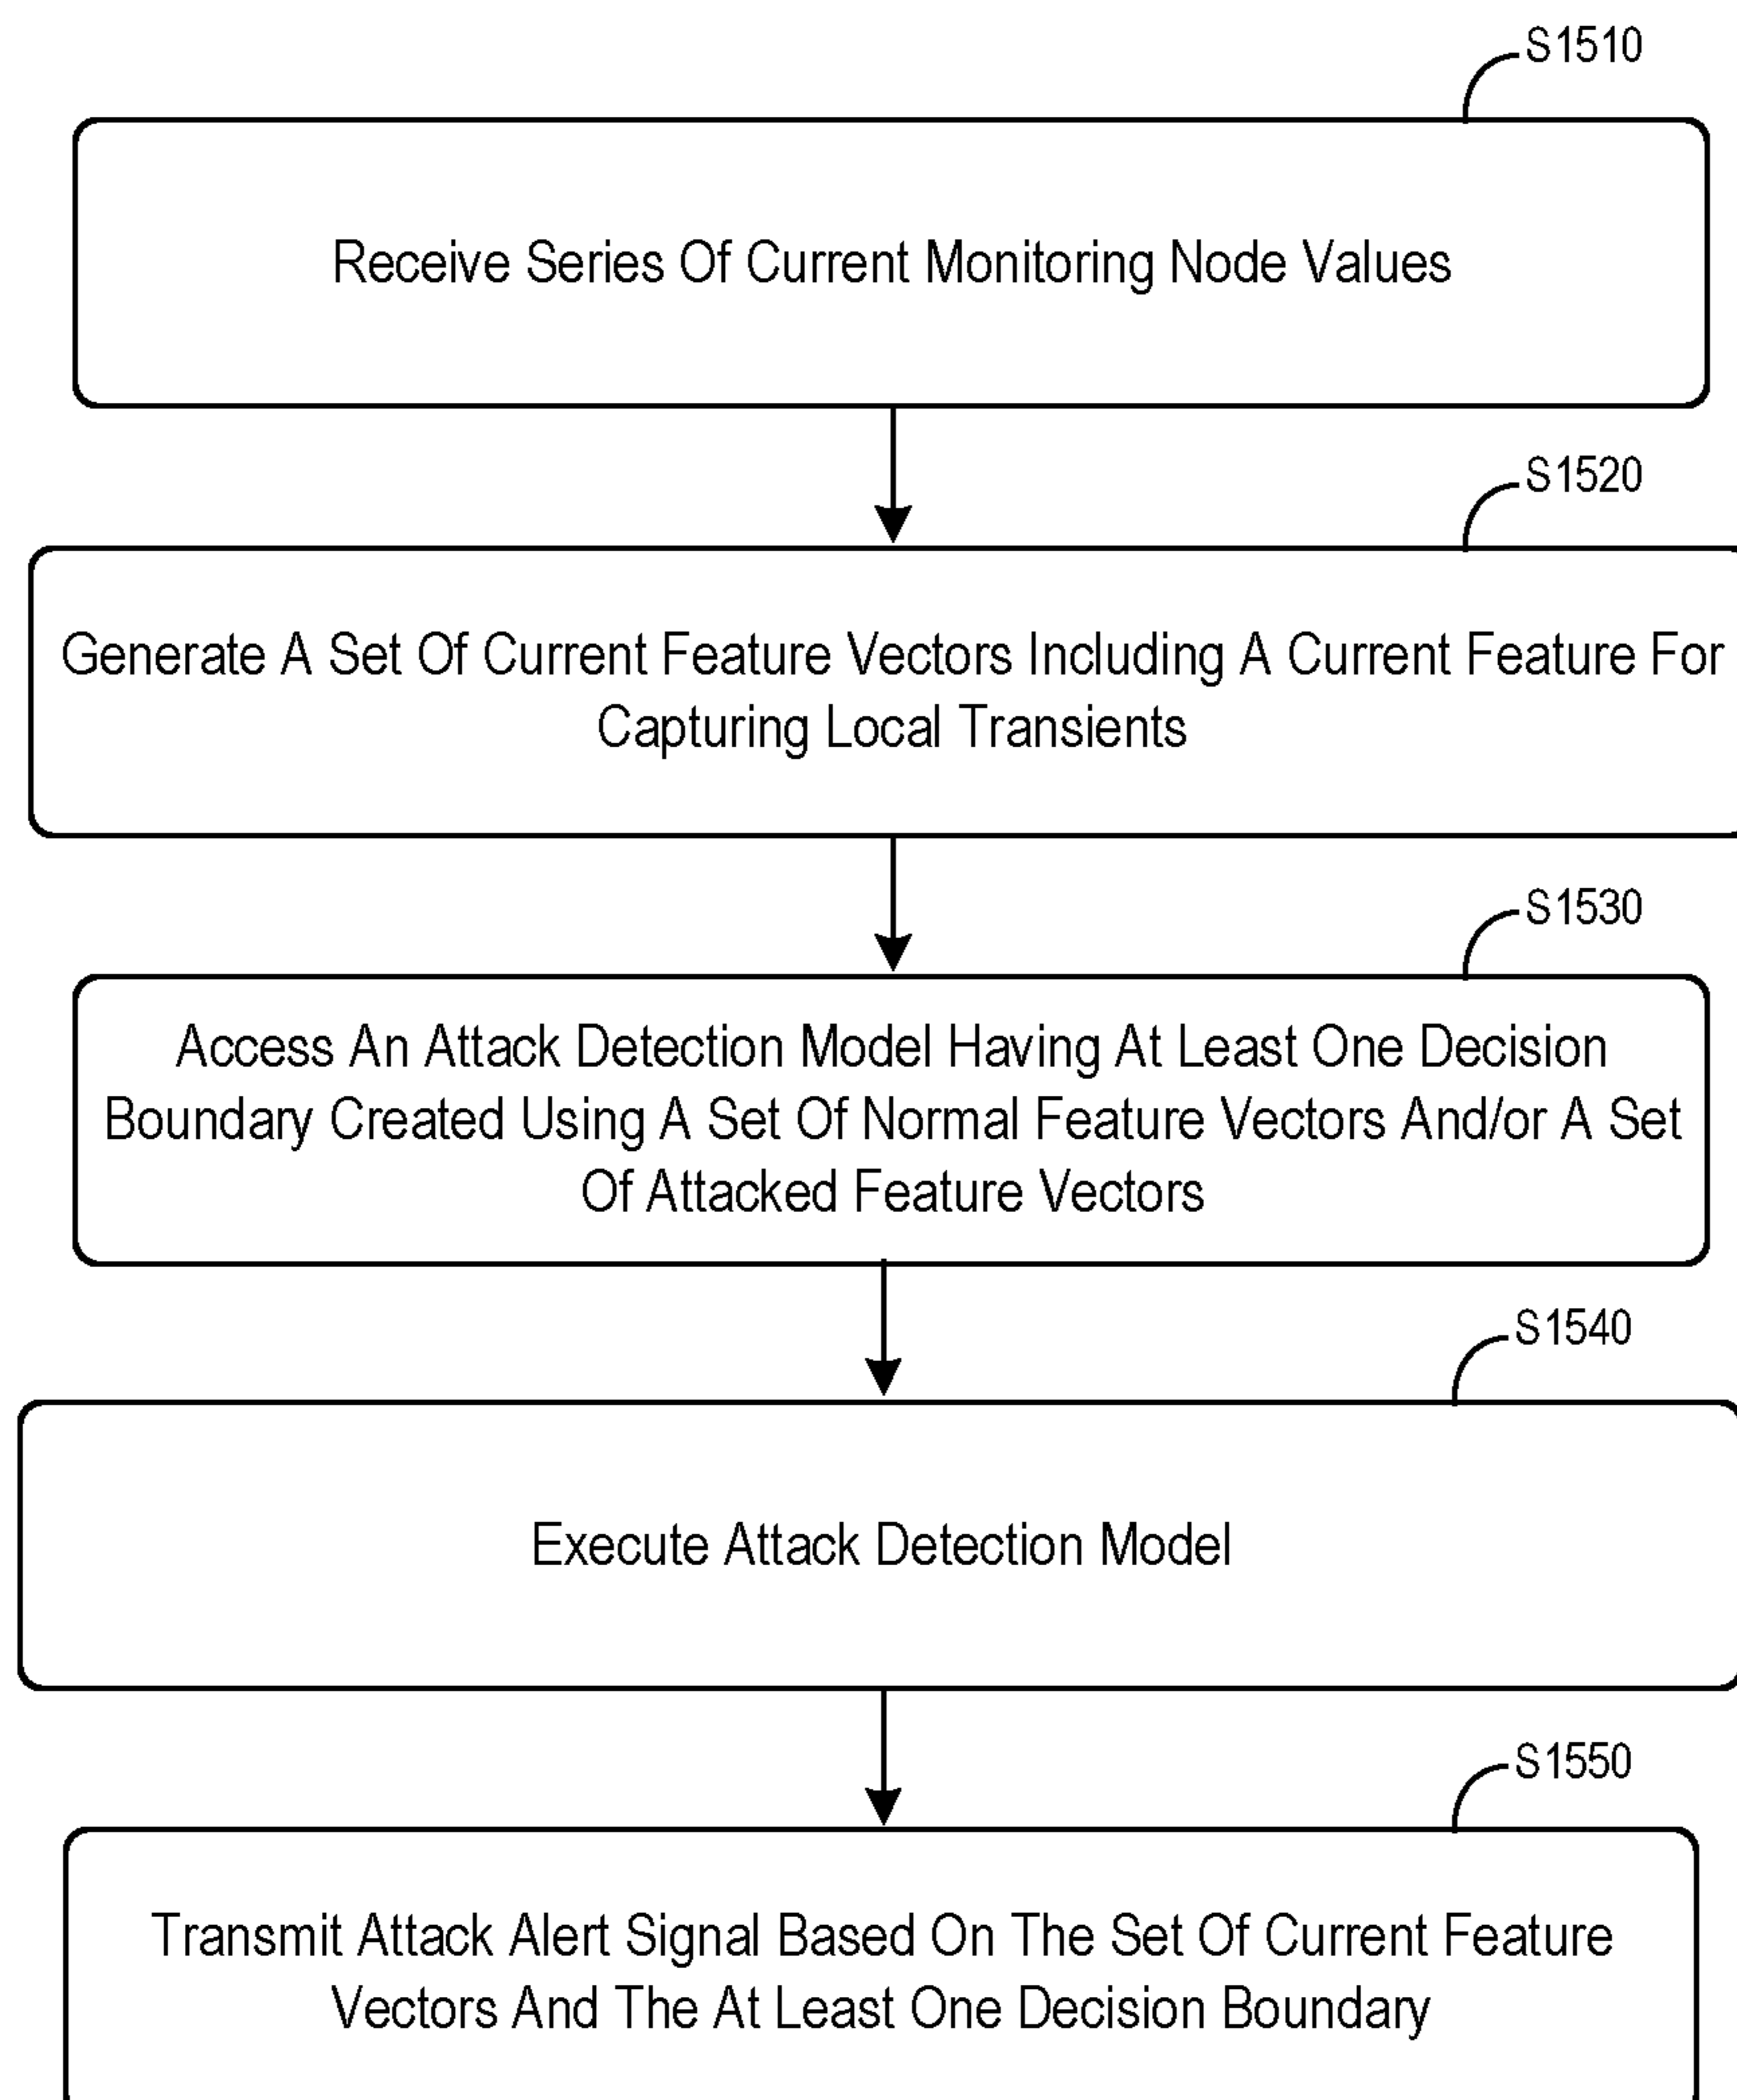 S1510
Receive Series Of Current Monitoring Node Values
S1520
Generate A Set Of Current Feature Vectors Including A Current Feature For
Capturing Local Transients
S1530
Access An Attack Detection Model Having At Least One Decision
Boundary Created Using A Set Of Normal Feature Vectors And/or A Set
Of Attacked Feature Vectors
S1540
Execute Attack Detection Model
S1550
Transmit Attack Alert Signal Based On The Set Of Current Feature
Vectors And The At Least One Decision Boundary